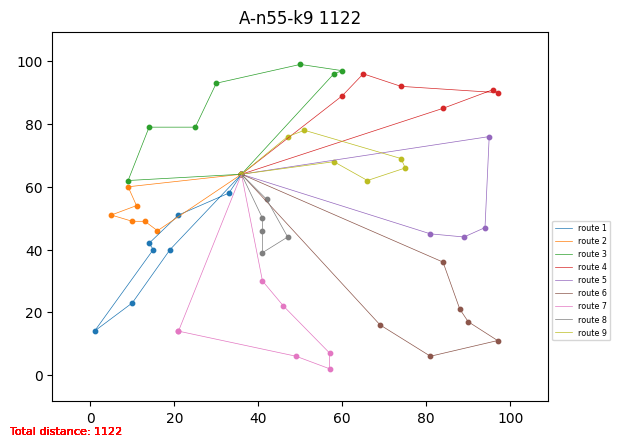 A-n55-k9 1122
100
80
60
40
20
0
0 20 40 60 80 100
route 1
route 2
route 3
route 4
route 5
route 6
route 7
route 8
route 9
Total distance: 1122